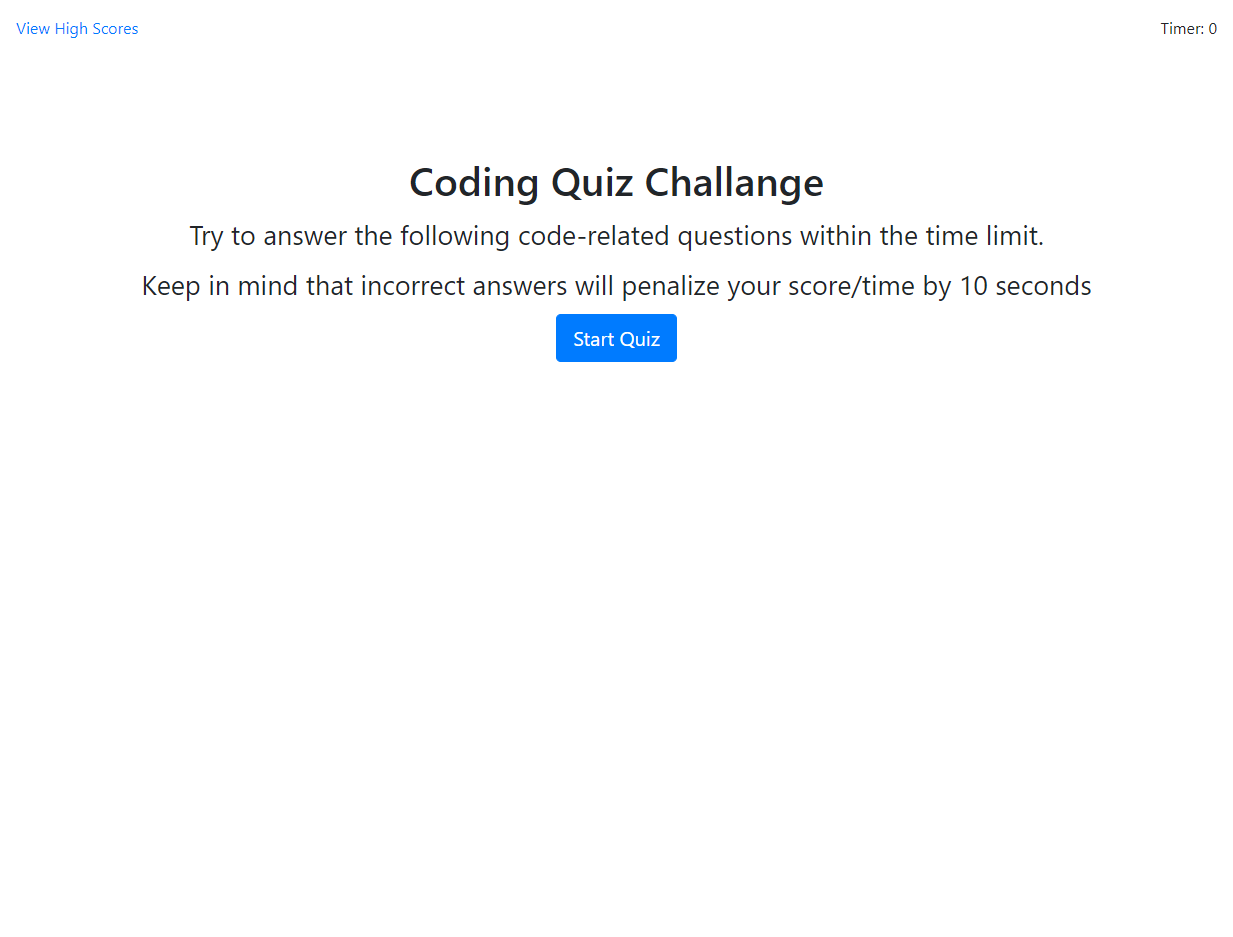 View High Scores
Timer: 0
Coding Quiz Challange
Try to answer the following code-related questions within the time limit.
Keep in mind that incorrect answers will penalize your score/time by 10 seconds
Start Quiz